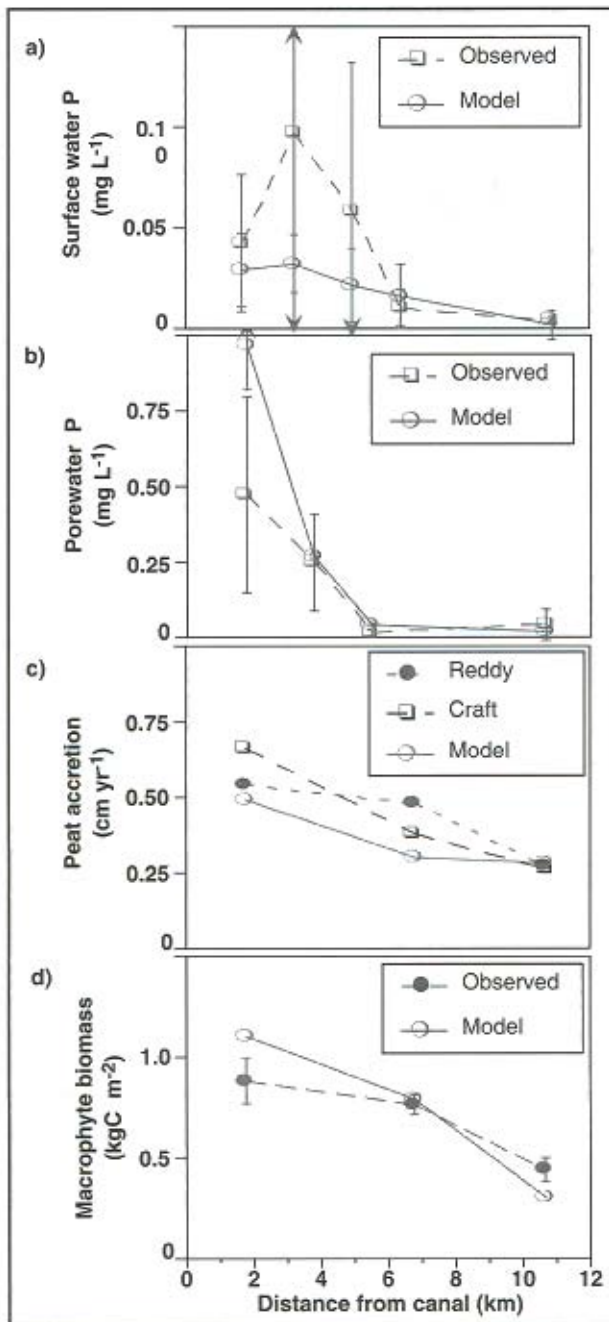 a)
Surface water P
(mg L-1)
0.1
0
0.05
0
Observed
Model
b)
Porewater P
(mg L-1)
0.75
0.50
0.25
0
Observed
Model
c)
Peat accretion
(cm yr-1)
0.75
0.50
0.25
0
Reddy
Craft
Model
d)
Macrophyte biomass
(kgC m-2)
1.0
0.5
0
Observed
Model
0 2 4 6 8 10 12
Distance from canal (km)